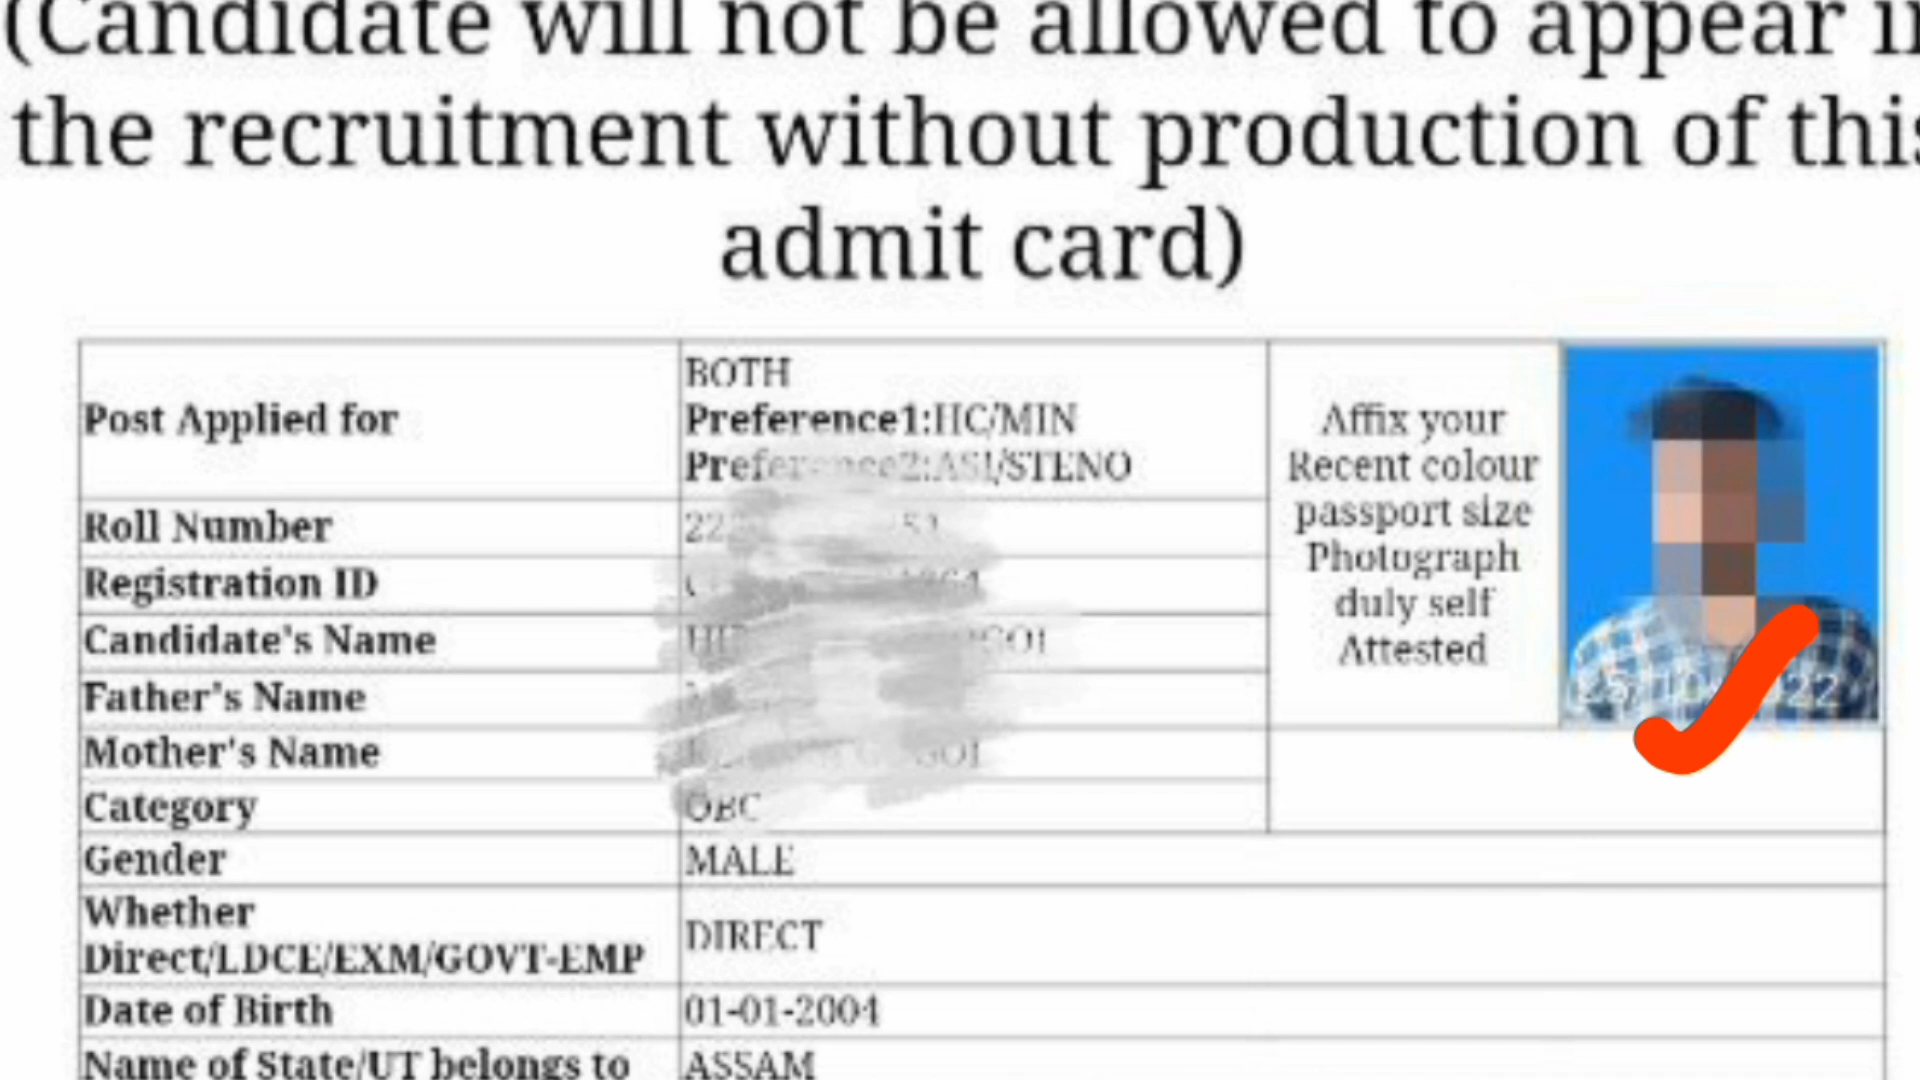 (Candidate will not be allowed to appear
the recruitment without production of
admit card)
Post Applied for
BOTH
Preference1:HC/MIN
Preference2:ASI/STENO
Affix your
Recent colour
passport size
Photograph
duly self
Attested
Roll Number
Registration ID
Candidate's Name
Father's Name
Mother's Name
Category
OBC
Gender
MALE
Whether
Direct/LDCE/EXM/GOVT-EMP
DIRECT
Date of Birth
01-01-2004
Name of State/UT belongs to
ASSAM